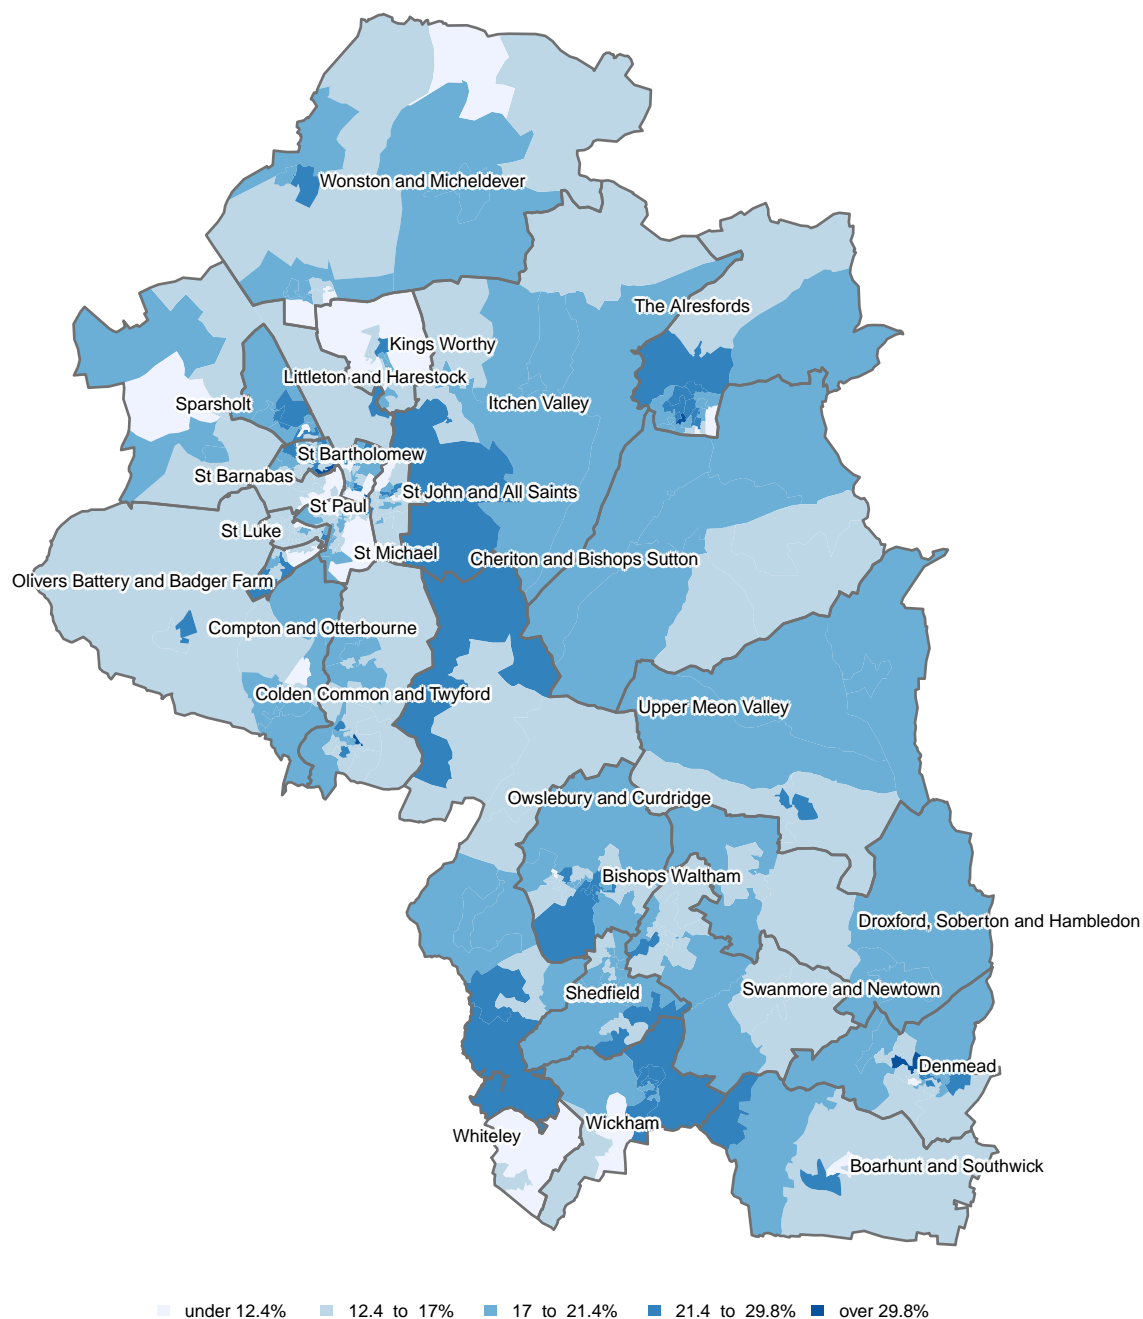 Wonston and Micheldever
The Alresfords
Kings Worthy
Littleton and Harestock
Sparsholt
Itchen Valley
St Bartholomew
St Barnabas
St John and All Saints
St Paul
St Luke
St Michael
Cheriton and Bishops Sutton
Olivers Battery and Badger Farm
Compton and Otterbourne
Colden Common and Twyford
Upper Meon Valley
Owslebury and Curdridge
Bishops Waltham
Droxford, Soberton and Hambledon
Swanmore and Newtown
Shedfield
Denmead
Wickham
Whiteley
Boarhunt and Southwick
under 12.4% 12.4 to 17% 17 to 21.4% 21.4 to 29.8% over 29.8%